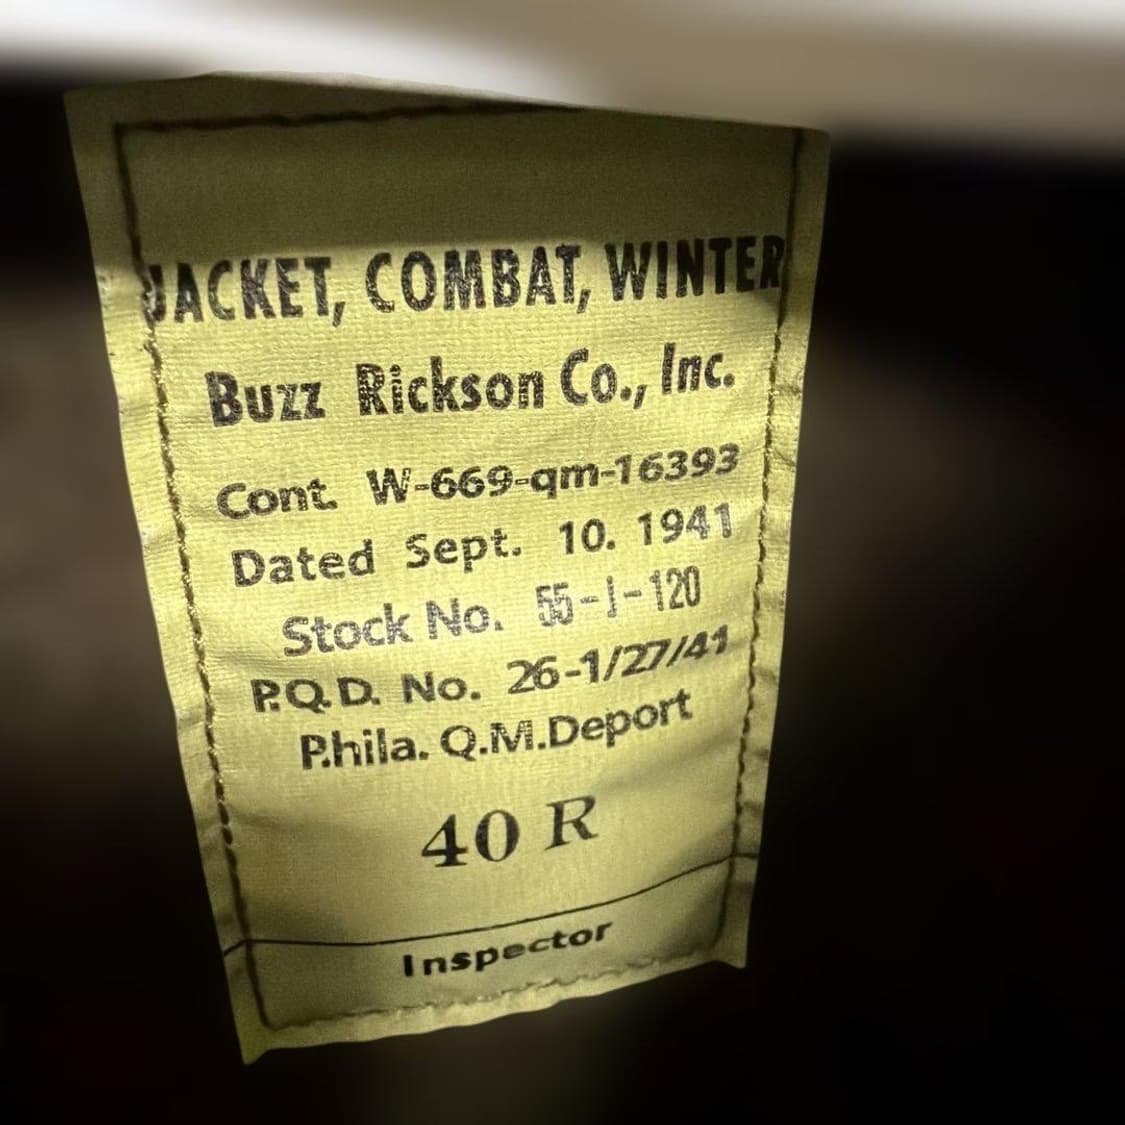 JACKET, COMBAT, WINTER
Buzz Rickson Co., Inc.
Cont. W-669-qm-16393
Dated Sept. 10. 1941
Stock No. 55-J-120
P.Q.D. No. 26-1/27/41
P.hila. Q.M.Deport
40 R
Inspector